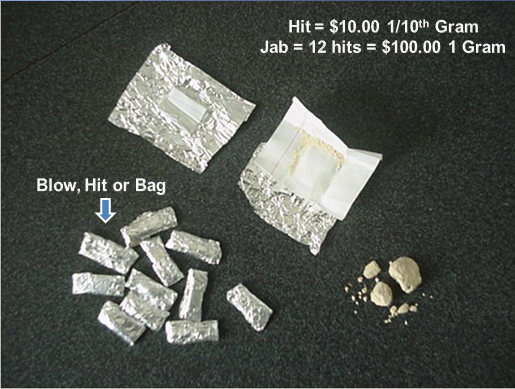 Hit = $10.00 1/10th Gram
Jab = 12 hits = $100.00 1 Gram
Blow, Hit or Bag